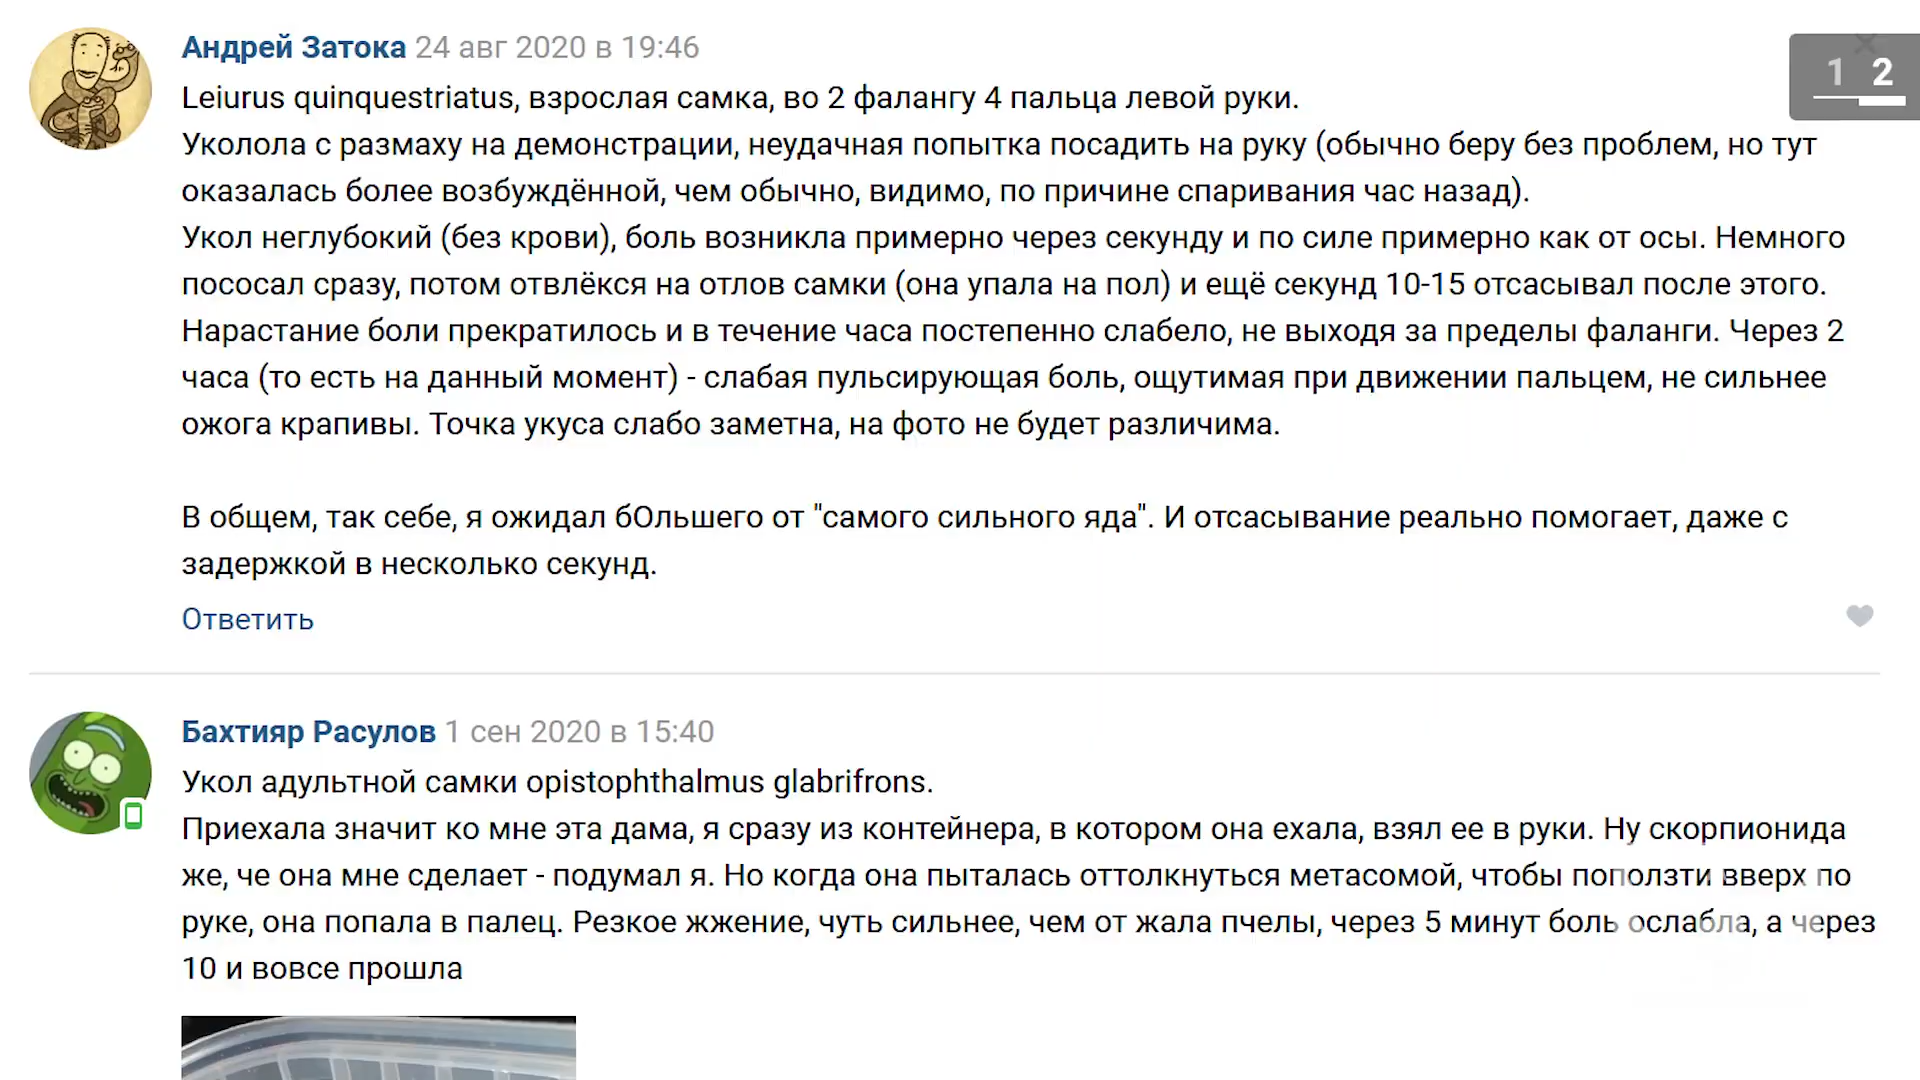 Андрей Затока 24 авг 2020 в 19:46
1 2
Leiurus quinquestriatus, взрослая самка, во 2 фалангу 4 пальца левой руки.
Уколола с размаху на демонстрации, неудачная попытка посадить на руку (обычно беру без проблем, но тут
оказалась более возбуждённой, чем обычно, видимо, по причине спаривания час назад).
Укол неглубокий (без крови), боль возникла примерно через секунду и по силе примерно как от осы. Немного
пососал сразу, потом отвлёкся на отлов самки (она упала на пол) и ещё секунд 10-15 отсасывал после этого.
Нарастание боли прекратилось и в течение часа постепенно слабело, не выходя за пределы фаланги. Через 2
часа (то есть на данный момент) - слабая пульсирующая боль, ощутимая при движении пальцем, не сильнее
ожога крапивы. Точка укуса слабо заметна, на фото не будет различима.
В общем, так себе, я ожидал бОльшего от "самого сильного яда". И отсасывание реально помогает, даже с
задержкой в несколько секунд.
Ответить
Бахтияр Расулов 1 сен 2020 в 15:40
Укол адультной самки opistophthalmus glabrifrons.
Приехала значит ко мне эта дама, я сразу из контейнера, в котором она ехала, взял ее в руки. Ну скорпионида
же, че она мне сделает - подумал я. Но когда она пыталась оттолкнуться метасомой, чтобы поползти вверх по
руке, она попала в палец. Резкое жжение, чуть сильнее, чем от жала пчелы, через 5 минут боль ослабла, а через
10 и вовсе прошла